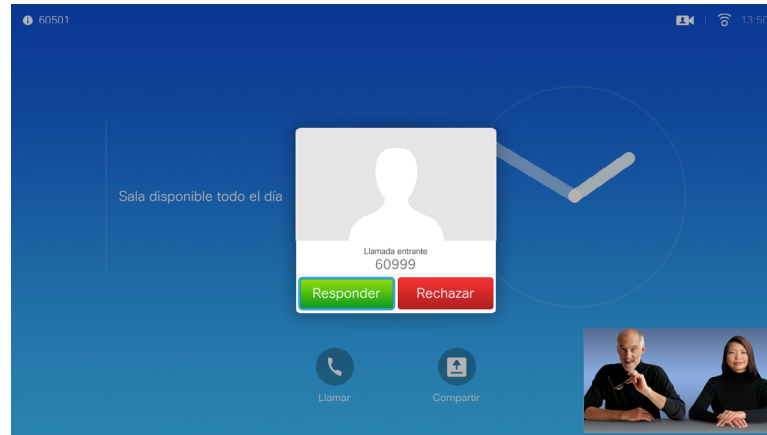 60501
13:50
Sala disponible todo el día
Llamada entrante
60999
Responder
Rechazar
Llamar
Compartir